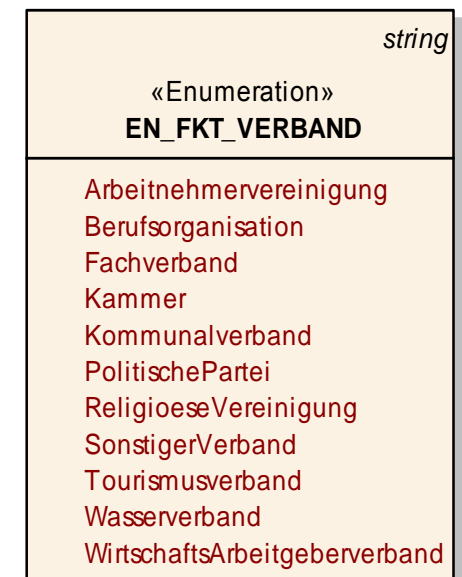 string
«Enumeration»
EN_FKT_VERBAND
Arbeitnehmervereinigung
Berufsorganisation
Fachverband
Kammer
Kommunalverband
PolitischePartei
ReligioeseVereinigung
SonstigerVerband
Tourismusverband
Wasserverband
WirtschaftsArbeitgeberverband